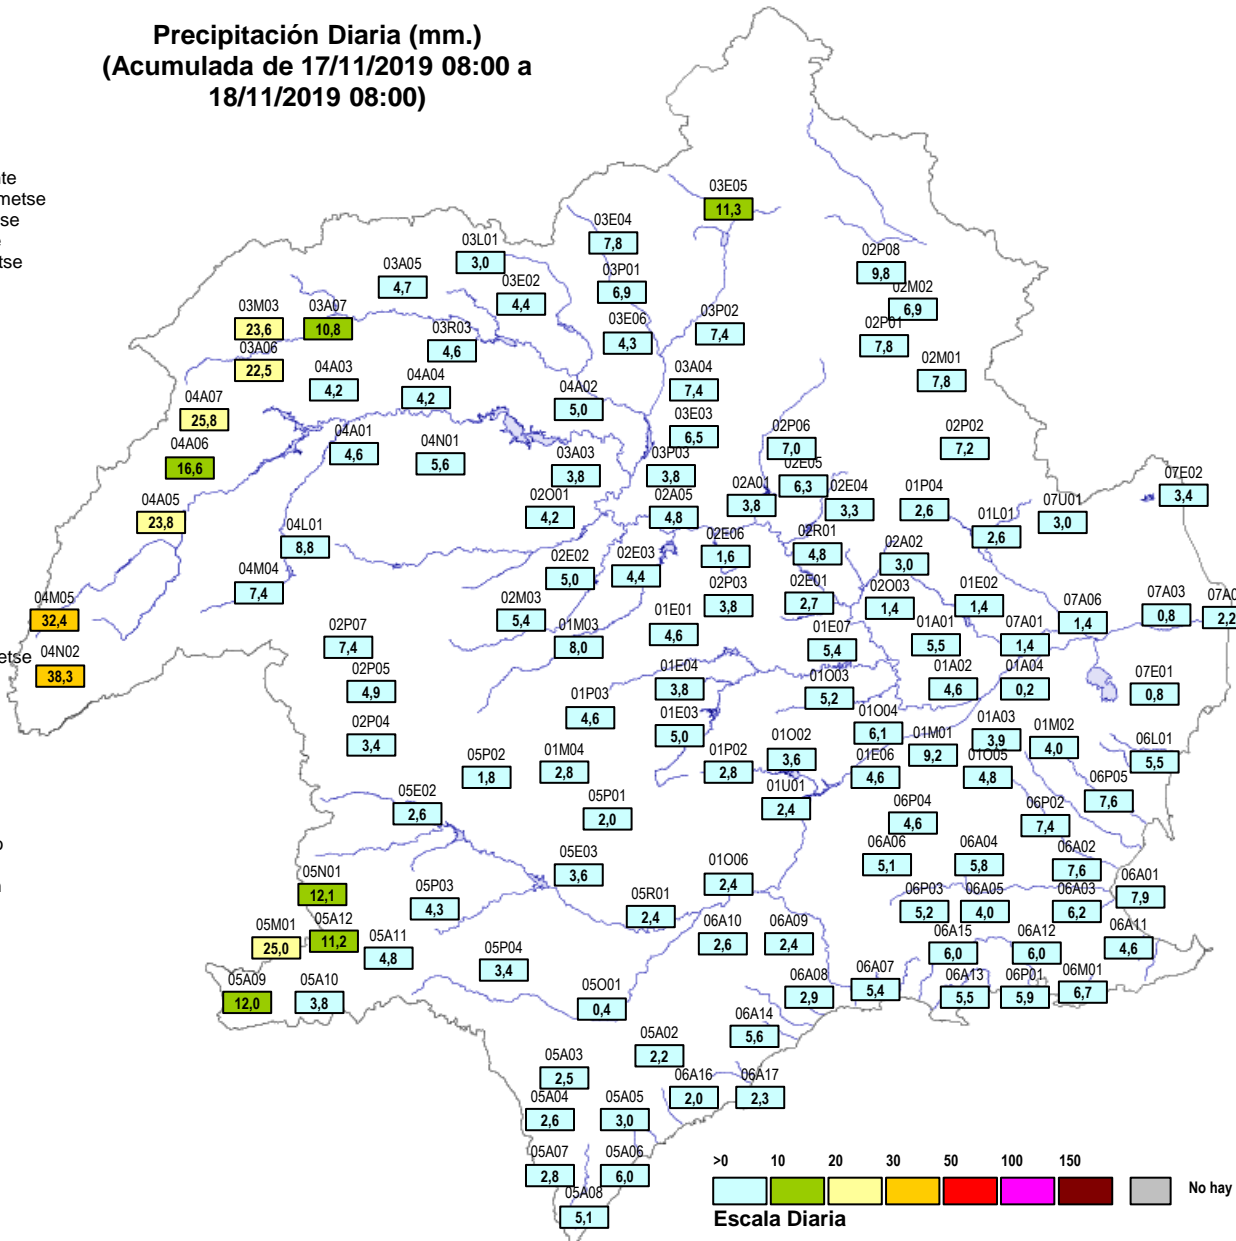 Precipitación Diaria (mm.)
(Acumulada de 17/11/2019 08:00 a
18/11/2019 08:00)
03E05
11,3
03E04
7,8
03L01
3,0
02P08
9,8
03A05
4,7
03P01
6,9
03E02
4,4
02M02
6,9
03M03
23,6
03A07
10,8
03E06
4,3
03P02
7,4
02P01
7,8
03R03
4,6
03A06
22,5
02M01
7,8
04A03
4,2
04A04
4,2
03A04
7,4
04A02
5,0
04A07
25,8
03E03
6,5
04A01
4,6
04N01
5,6
02P06
7,0
02P02
7,2
04A06
16,6
03A03
3,8
03P03
3,8
02E05
6,3
07E02
3,4
04A05
23,8
02O01
4,2
02A05
4,8
02A01
3,8
02E04
3,3
01P04
2,6
07U01
3,0
01L01
2,6
04L01
8,8
02E06
1,6
02R01
4,8
02A02
3,0
02E02
5,0
02E03
4,4
04M04
7,4
02P03
3,8
02E01
2,7
02O03
1,4
01E02
1,4
04M05
32,4
02M03
5,4
07A06
1,4
07A03
0,8
2,2
01E01
4,6
02P07
7,4
01M03
8,0
01E07
5,4
01A01
5,5
07A01
1,4
04N02
38,3
02P05
4,9
01E04
3,8
01O03
5,2
01A02
4,6
01A04
0,2
07E01
0,8
01P03
4,6
01E03
5,0
01O04
6,1
01A03
3,9
02P04
3,4
01M01
9,2
01M02
4,0
05P02
1,8
01M04
2,8
01P02
2,8
01O02
3,6
01E06
4,6
01O05
4,8
06L01
5,5
05E02
2,6
05P01
2,0
01U01
2,4
06P04
4,6
06P02
7,4
06P05
7,6
05E03
3,6
01O06
2,4
06A06
5,1
06A04
5,8
06A02
7,6
05N01
12,1
05P03
4,3
05R01
2,4
06P03
5,2
06A05
4,0
06A03
6,2
06A01
7,9
05M01
25,0
05A12
11,2
05A11
4,8
06A10
2,6
06A09
2,4
06A15
6,0
06A12
6,0
06A11
4,6
05P04
3,4
05A09
12,0
05A10
3,8
05O01
0,4
06A08
2,9
06A07
5,4
06A13
5,5
06P01
5,9
06M01
6,7
05A02
2,2
06A14
5,6
05A03
2,5
06A16
2,0
06A17
2,3
05A04
2,6
05A05
3,0
05A07
2,8
05A06
6,0
05A08
5,1
>0 10 20 30 50 100 150
No hay
Escala Diaria